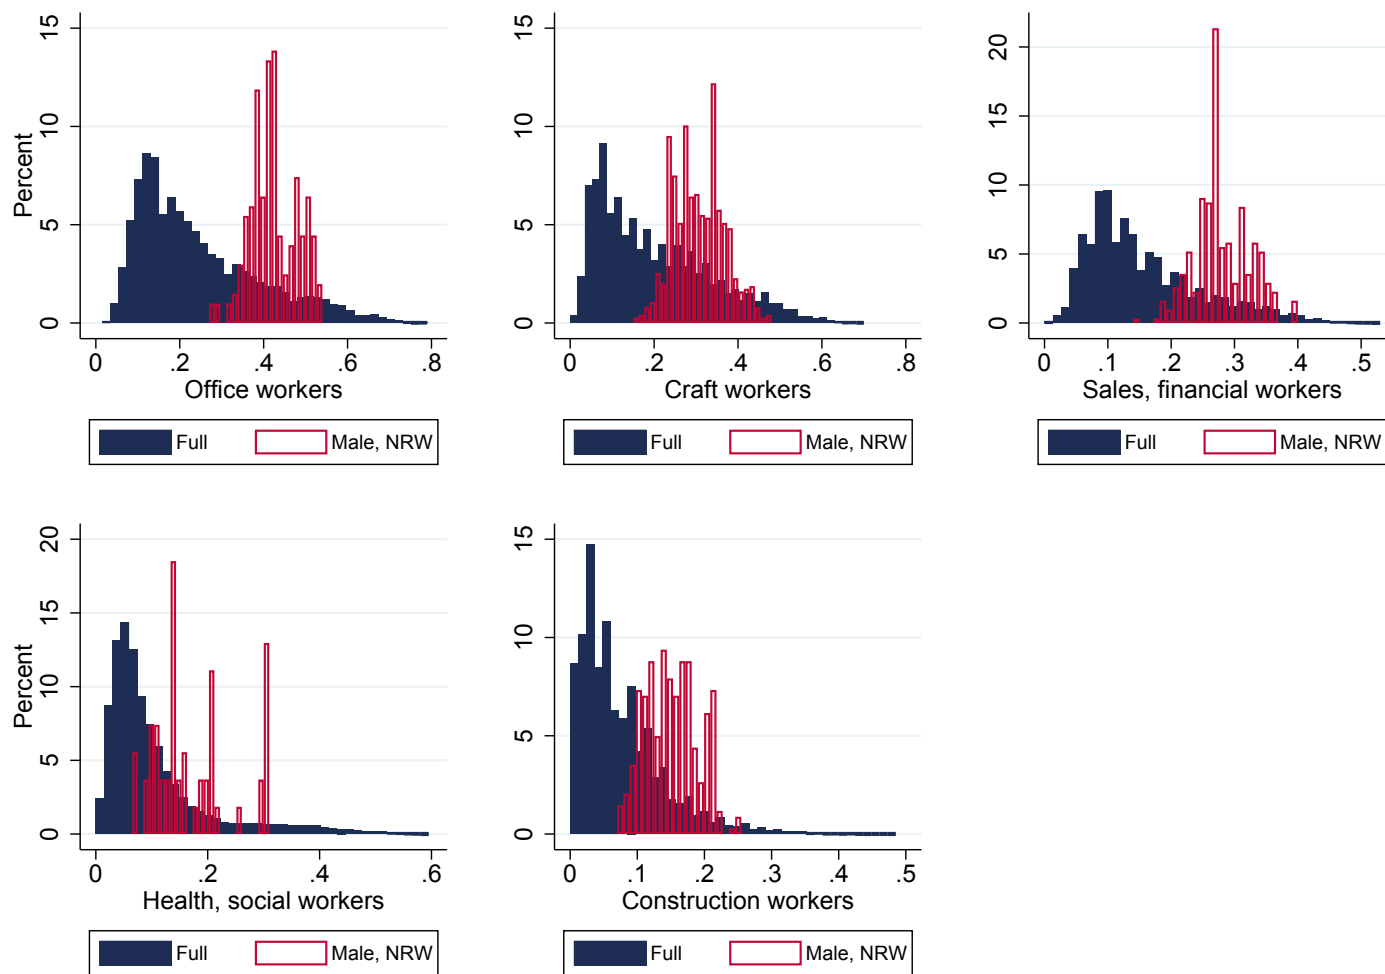 Percent
15
10
5
0
0 .2 .4 .6 .8
Office workers
Full Male, NRW
15
10
5
0
0 .2 .4 .6 .8
Craft workers
Full Male, NRW
20
15
10
5
0
0 .1 .2 .3 .4 .5
Sales, financial workers
Full Male, NRW
Percent
20
15
10
5
0
0 .2 .4 .6
Health, social workers
Full Male, NRW
15
10
5
0
0 .1 .2 .3 .4 .5
Construction workers
Full Male, NRW